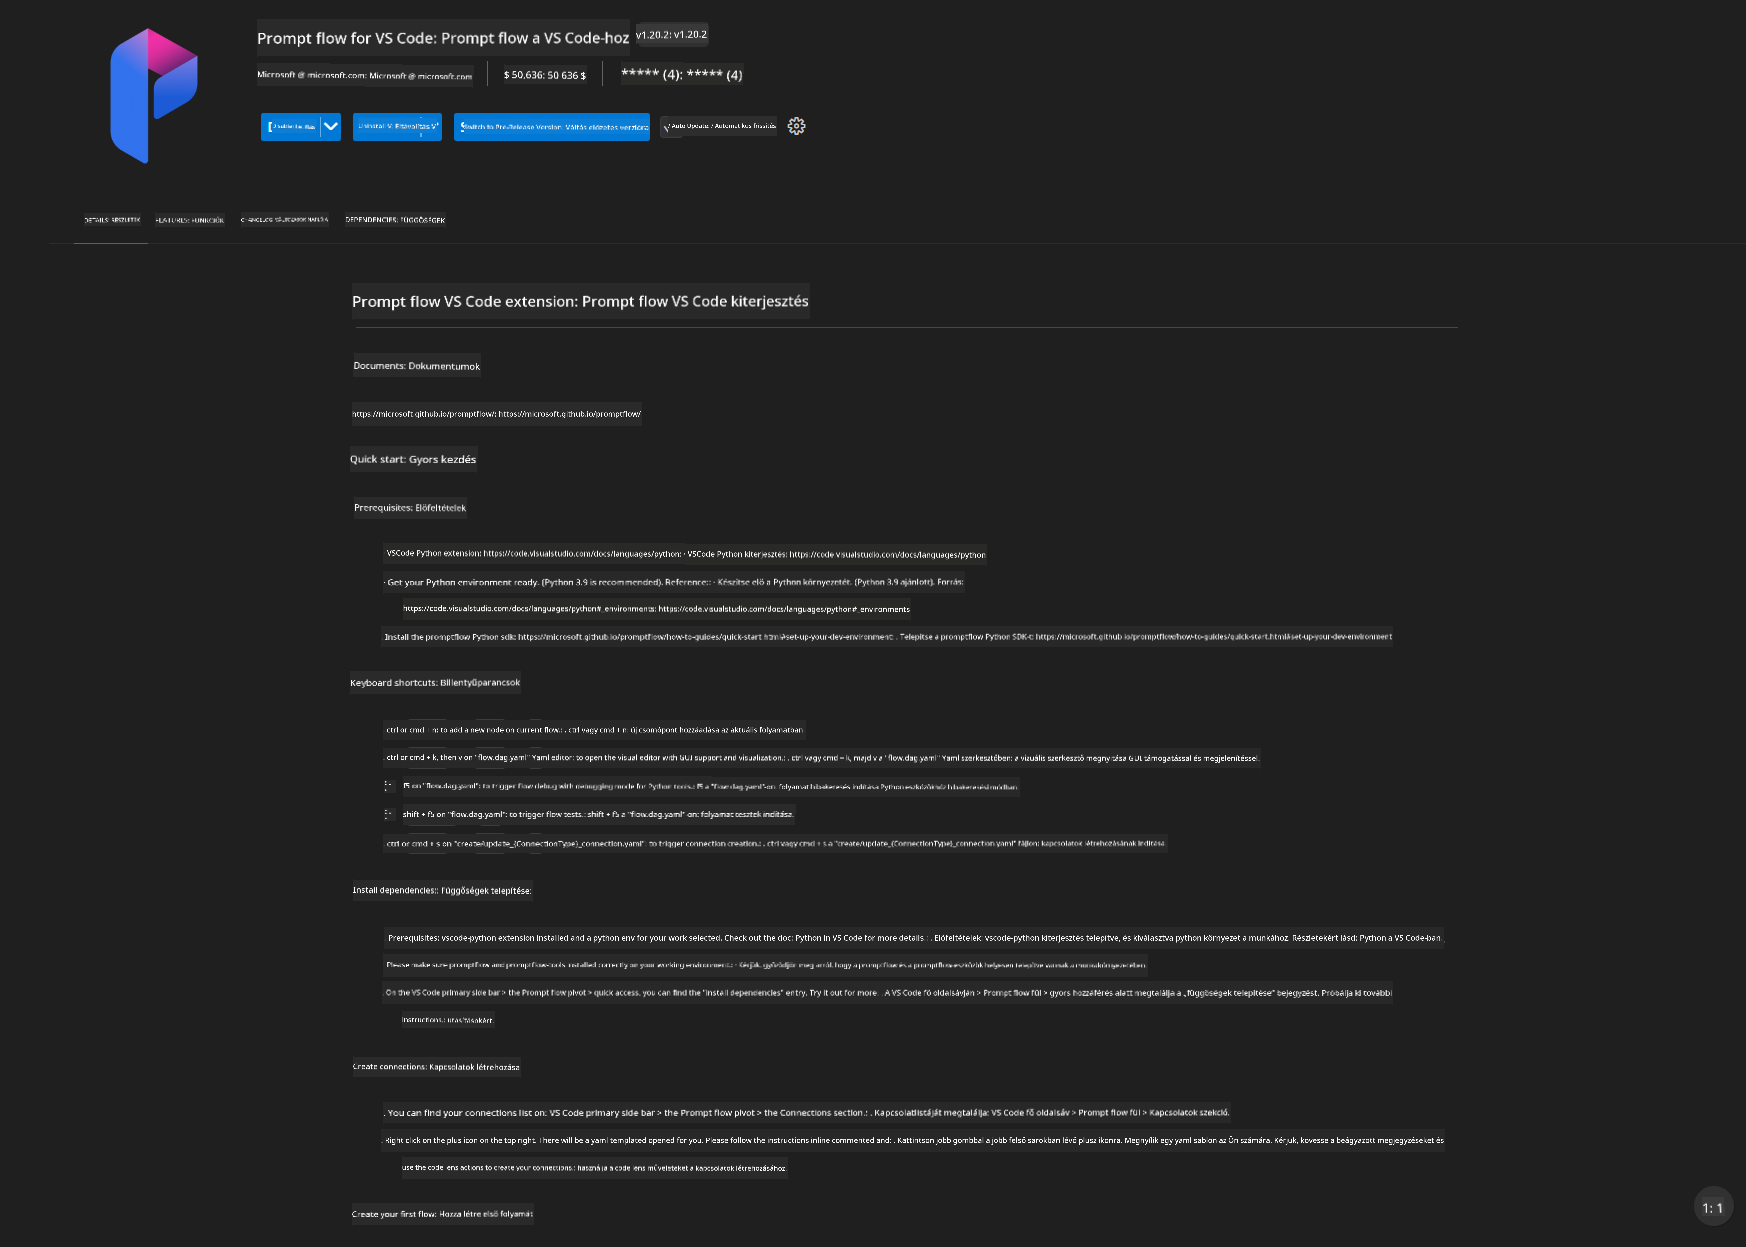 Prompt flow for VS Code: Prompt flow a VS Code-hoz v1.20.2: v1.20.2
Microsoft @ microsoft.com: Microsoft @ microsoft.com
$ 50,636: 50 636 $
***** (4): ***** (4)
Switch to Pre-Release Version: Váltás előzetes verzióra
Auto Update: / Automatikus frissítés
DETAILS: RÉSZLETEK
FEATURES: FUNKCIÓK
DEPENDENCIES: FÜGGŐSÉGEK
Prompt flow VS Code extension: Prompt flow VS Code kiterjesztés
Documents: Dokumentumok
https://microsoft.github.io/promptflow/: https://microsoft.github.io/promptflow/
Quick start: Gyors kezdés
Prerequisites: Előfeltételek
VSCode Python extension: https://code.visualstudio.com/docs/languages/python: · VSCode Python kiterjesztés: https://code.visualstudio.com/docs/languages/python
· Get your Python environment ready. (Python 3.9 is recommended). Reference:: · Készítse elő a Python környezetét. (Python 3.9 ajánlott). Forrás:
https://code.visualstudio.com/docs/languages/python#_environments: https://code.visualstudio.com/docs/languages/python#_environments
Install the promptflow Python sdk: https://microsoft.github.io/promptflow/how-to-guides/quick-start.html#set-up-your-dev-environment: . Telepítse a promptflow Python SDK-t: https://microsoft.github.io/promptflow/how-to-guides/quick-start.html#set-up-your-dev-environment
Keyboard shortcuts: Billentyűparancsok
ctrl or cmd + n: to add a new node on current flow.: . ctrl vagy cmd + n: új csomópont hozzáadása az aktuális folyamatban
. ctrl or cmd + k, then v on "flow.dag.yaml" Yaml editor: to open the visual editor with GUI support and visualization.: . ctrl vagy cmd + k, majd v a "flow.dag.yaml" Yaml szerkesztőben: a vizuális szerkesztő megnyitása GUI támogatással és megjelenítéssel.
f5 on "flow.dag.yaml": to trigger flow debug with debugging mode for Python tools.: f5 a "flow.dag.yaml"-on: folyamat hibakeresés indítása Python eszközökhöz hibakeresési módban.
shift + f5 on "flow.dag.yaml": to trigger flow tests.: shift + f5 a "flow.dag.yaml"-on: folyamat tesztek indítása.
ctrl or cmd + s on "create/update_{ConnectionType}_connection.yaml": to trigger connection creation.: . ctrl vagy cmd + s a "create/update_{ConnectionType}_connection.yaml" fájlon: kapcsolatok létrehozásának indítása
Install dependencies:: Függőségek telepítése:
Prerequisites: vscode-python extension installed and a python env for your work selected. Check out the doc: Python in VS Code for more details.: . Előfeltételek: vscode-python kiterjesztés telepítve, és kiválasztva python környezet a munkához. Részletekért lásd: Python a VS Code-ban.
Please make sure promptflow and promptflow-tools installed correctly on your working environment.: - Kérjük, győződjön meg arról, hogy a promptflow és a promptflow-eszközök helyesen telepítve vannak a munkakörnyezetében.
On the VS Code primary side bar > the Prompt flow pivot > quick access, you can find the "install dependencies" entry. Try it out for more: . A VS Code fő oldalsávján > Prompt flow fül > gyors hozzáférés alatt megtalálja a „függőségek telepítése" bejegyzést. Próbálja ki további
instructions.: utasításokért.
Create connections: Kapcsolatok létrehozása
. You can find your connections list on: VS Code primary side bar > the Prompt flow pivot > the Connections section.: . Kapcsolatlistáját megtalálja: VS Code fő oldalsáv > Prompt flow fül > Kapcsolatok szekció.
. Right click on the plus icon on the top right. There will be a yaml templated opened for you. Please follow the instructions inline commented and: . Kattintson jobb gombbal a jobb felső sarokban lévő plusz ikonra. Megnyílik egy yaml sablon az Ön számára. Kérjük, kövesse a beágyazott megjegyzéseket és
use the code lens actions to create your connections.: használja a code lens műveleteket a kapcsolatok létrehozásához.
Create your first flow: Hozza létre első folyamát
1: 1